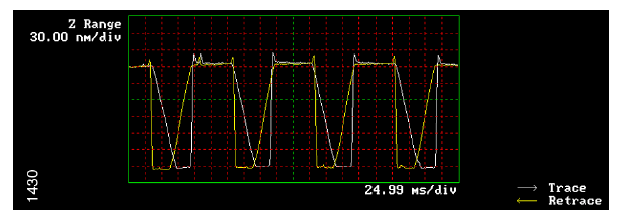 Z Range
30.00 nm/div
24.99 ms/div
1430
Trace
Retrace